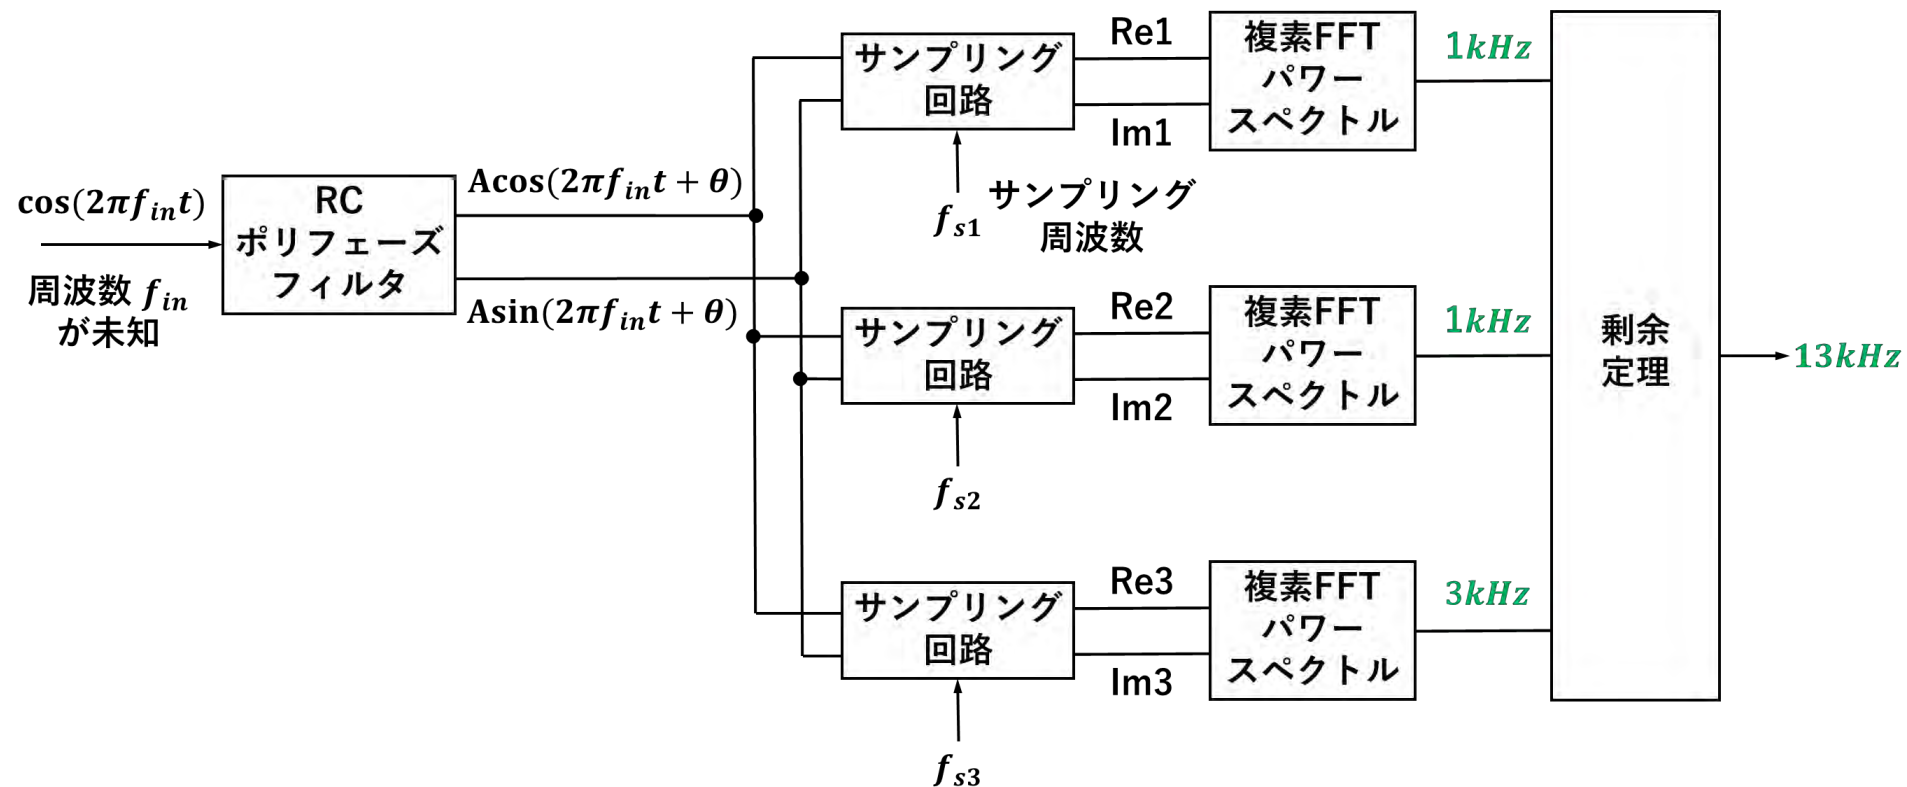 cos(2πf_in t)
周波数 f_in
が未知
RC
ポリフェーズ
フィルタ
Acos(2πf_in t + θ)
Asin(2πf_in t + θ)
サンプリング
回路
f_s1
サンプリング
周波数
Re1
Im1
複素FFT
パワー
スペクトル
1kHz
サンプリング
回路
f_s2
Re2
Im2
複素FFT
パワー
スペクトル
1kHz
サンプリング
回路
f_s3
Re3
Im3
複素FFT
パワー
スペクトル
3kHz
剰余
定理
13kHz